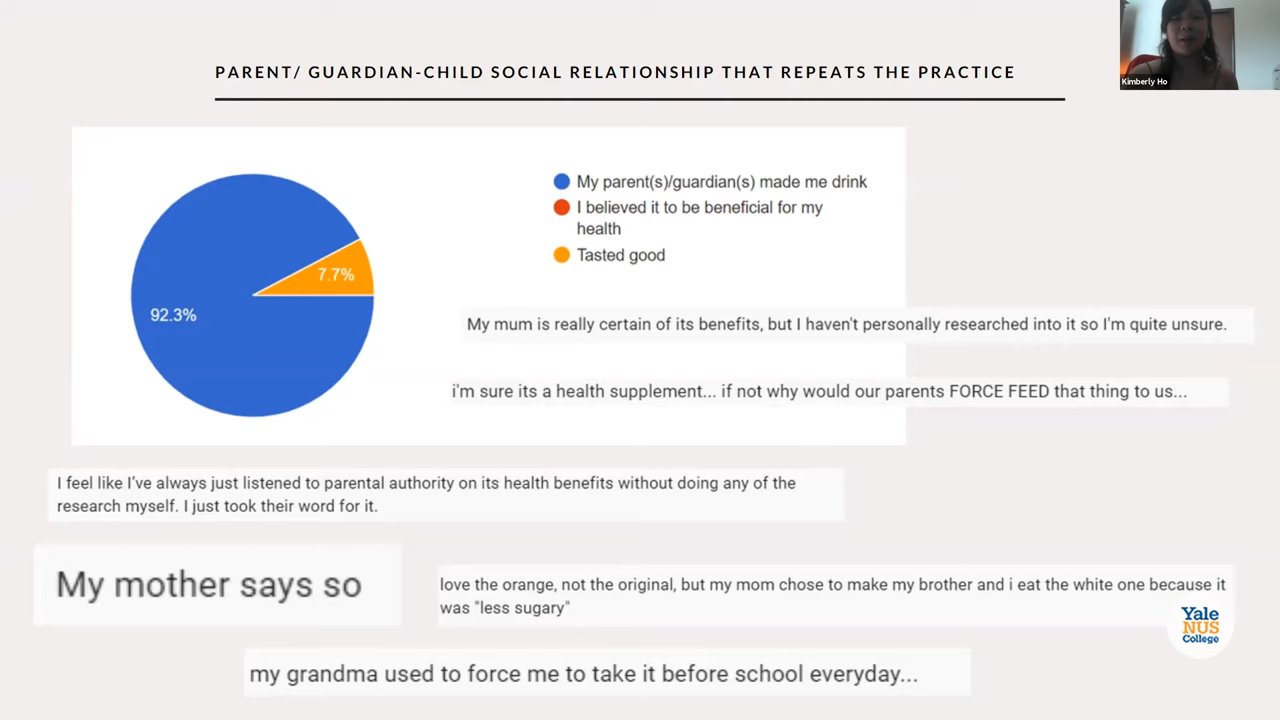 Kimberly Ho
PARENT/ GUARDIAN-CHILD SOCIAL RELATIONSHIP THAT REPEATS THE PRACTICE
My parent(s)/guardian(s) made me drink
I believed it to be beneficial for my
health
Tasted good
7.7%
92.3%
My mum is really certain of its benefits, but I haven't personally researched into it so I'm quite unsure.
i'm sure its a health supplement... if not why would our parents FORCE FEED that thing to us...
I feel like I've always just listened to parental authority on its health benefits without doing any of the
research myself. I just took their word for it.
My mother says so
love the orange, not the original, but my mom chose to make my brother and i eat the white one because it
was "less sugary"
Yale
NUS
College
my grandma used to force me to take it before school everyday...